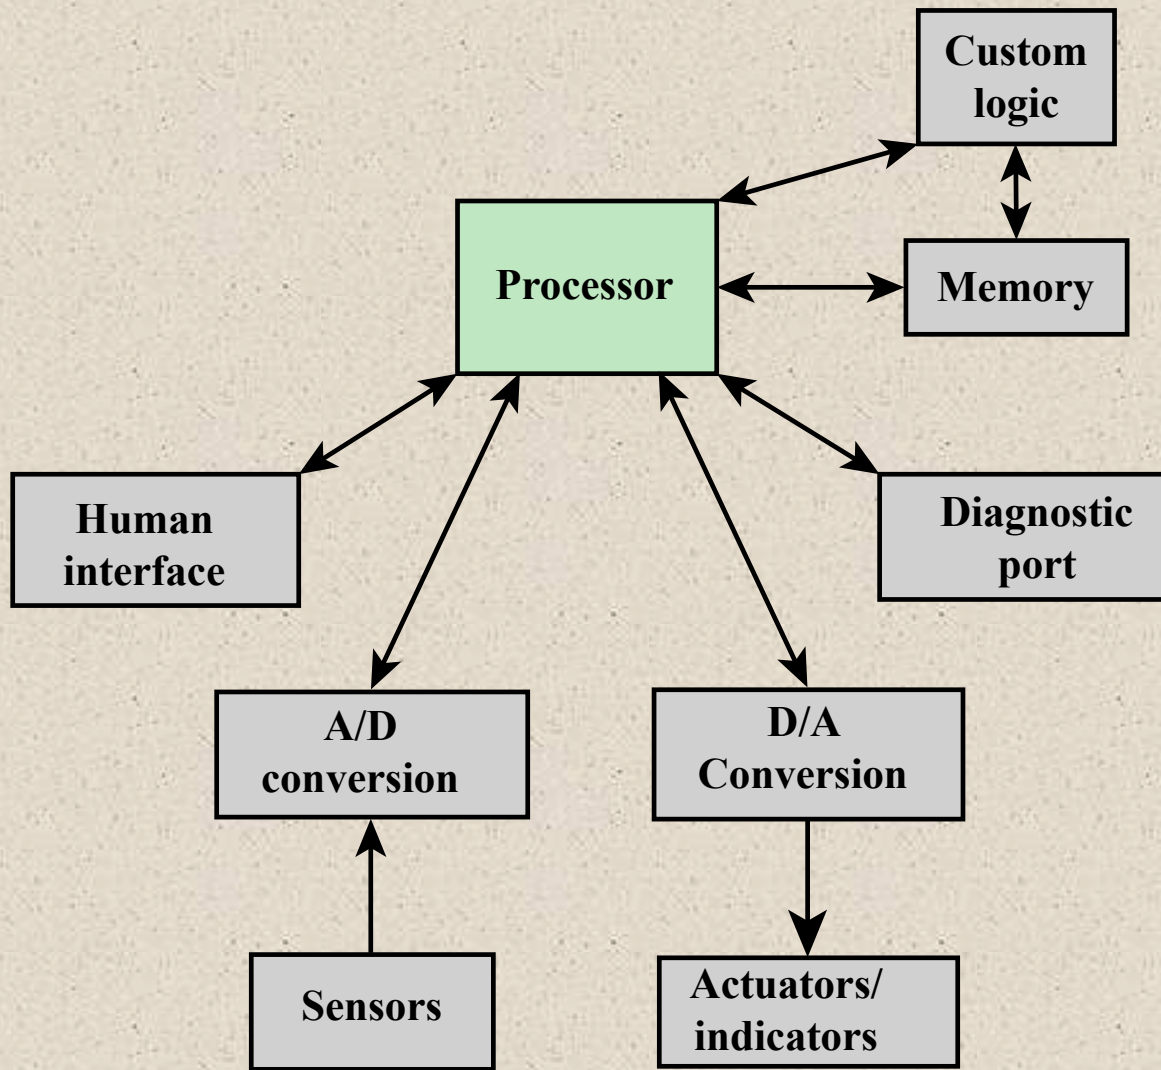 Custom
logic
Processor
Memory
Human
interface
Diagnostic
port
A/D
conversion
D/A
Conversion
Sensors
Actuators/
indicators